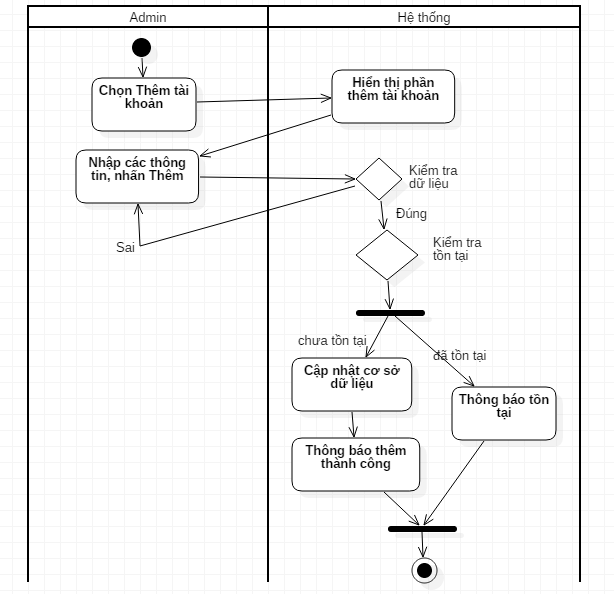 Admin
Hệ thống
Chọn Thêm tài
khoản
Hiển thị phần
thêm tài khoản
Nhập các thông
tin, nhấn Thêm
Kiểm tra
dữ liệu
Đúng
Sai
Kiểm tra
tồn tại
chưa tồn tại
đã tồn tại
Cập nhật cơ sở
dữ liệu
Thông báo tồn
tại
Thông báo thêm
thành công